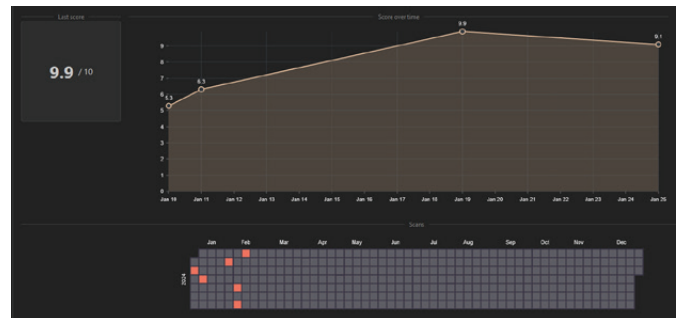 Last score
Score over time
9.9 / 10
9.9
9.1
6.3
5.3
9
8
7
6
5
4
3
2
1
0
Jan 10 Jan 11 Jan 12 Jan 13 Jan 14 Jan 15 Jan 16 Jan 17 Jan 18 Jan 19 Jan 20 Jan 21 Jan 22 Jan 23 Jan 24 Jan 25
Scans
Jan Feb Mar Apr May Jun Jul Aug Sep Oct Nov Dec
2024